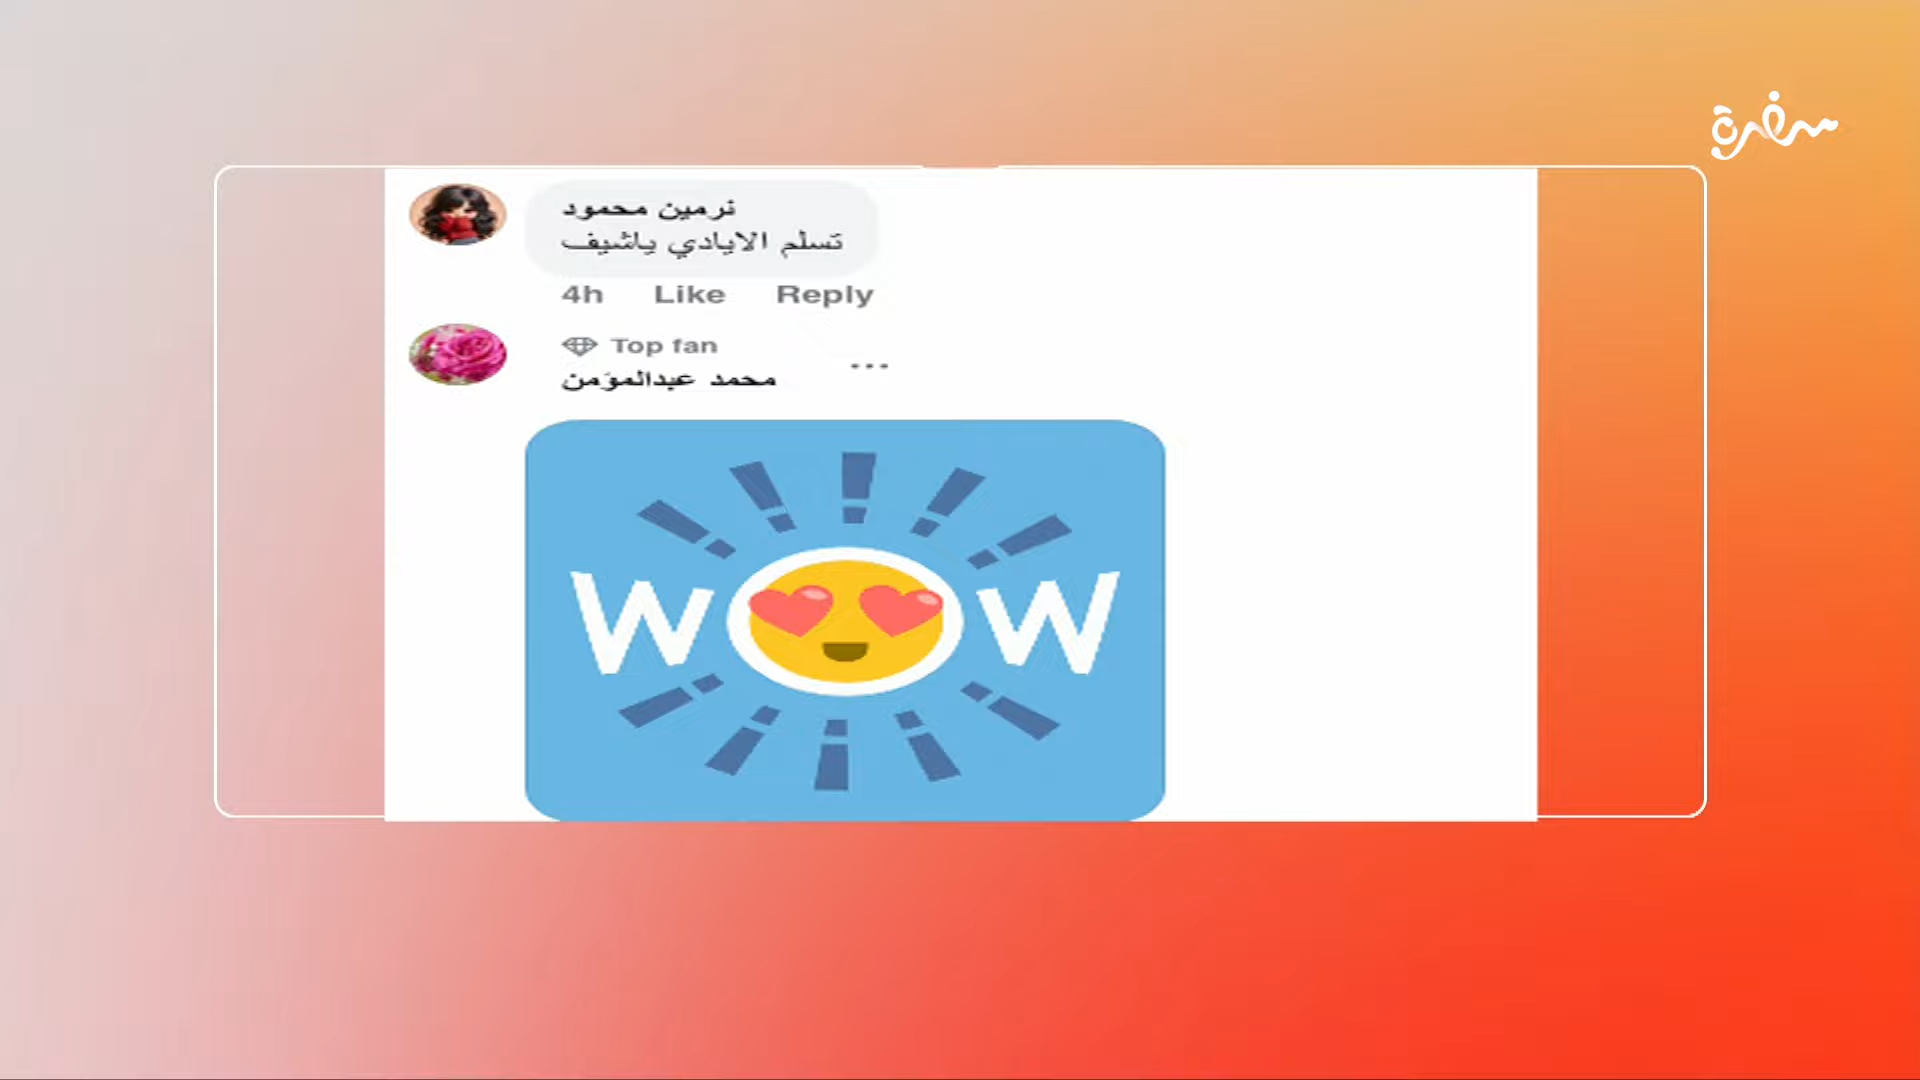 سفرة
نرمين محمود
تسلم الايادي ياشيف
4h Like Reply
Top fan
محمد عبدالمؤمن
WOW